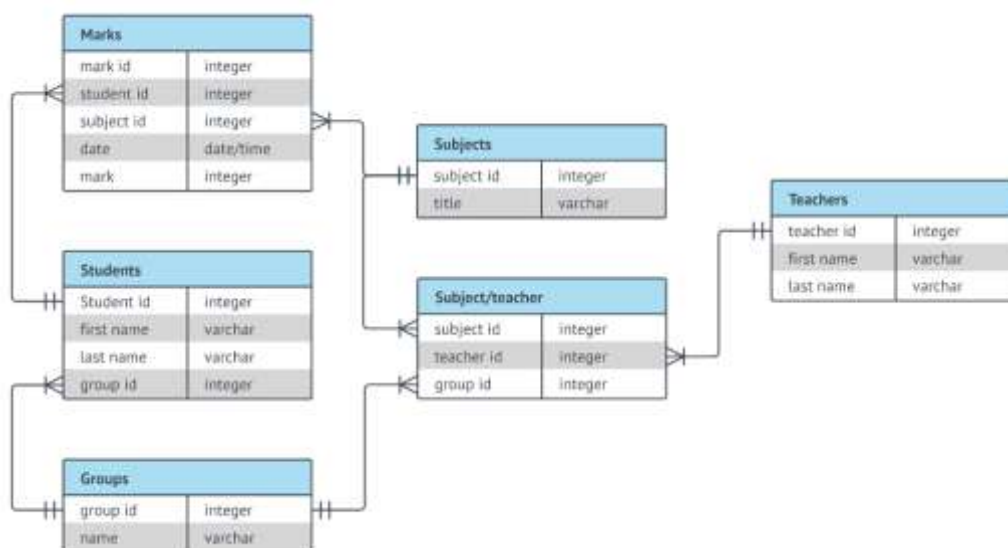 Marks
mark id integer
student id integer
subject id integer
date date/time
mark integer
Subjects
subject id integer
title varchar
Teachers
teacher id integer
first name varchar
last name varchar
Students
Student id integer
first name varchar
last name varchar
group id integer
Subject/teacher
subject id integer
teacher id integer
group id integer
Groups
group id integer
name varchar